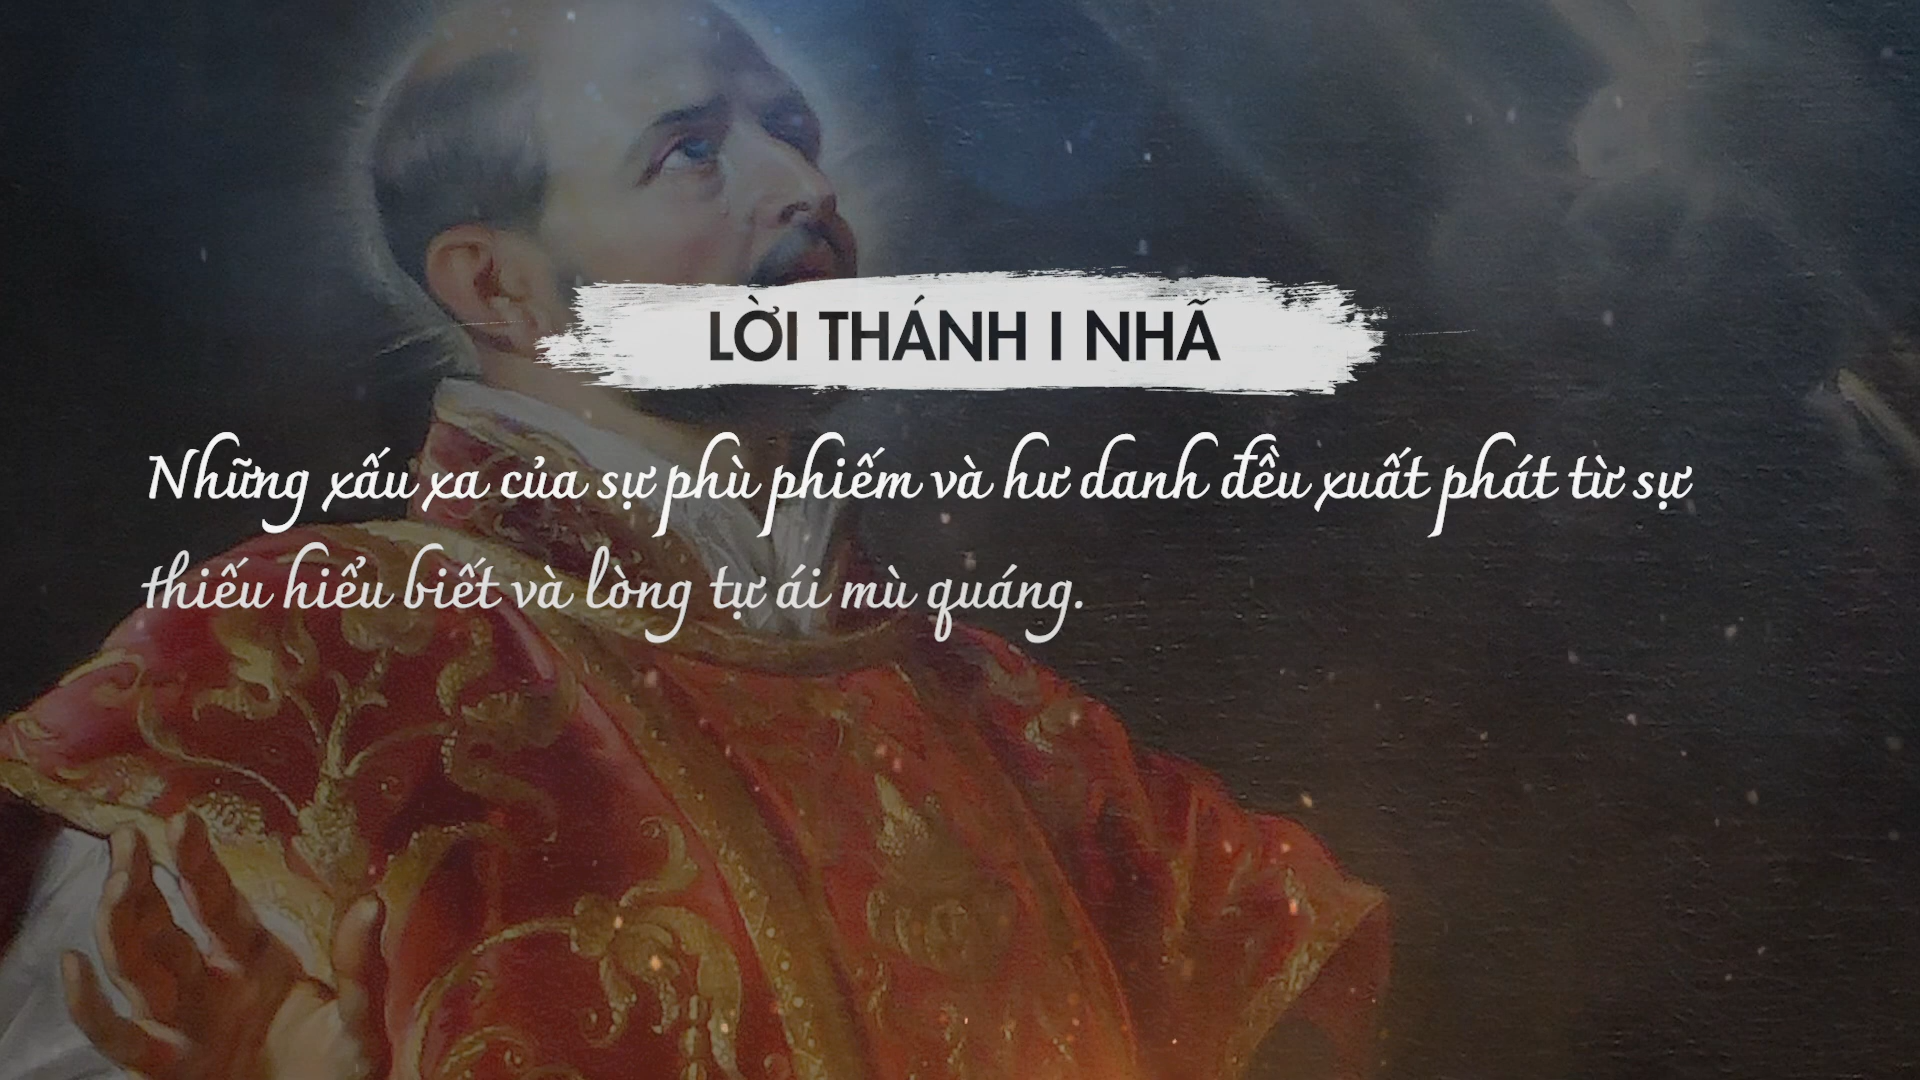 LỜI THÁNH I NHÃ
Những xấu xa của sự phù phiếm và hư danh đều xuất phát từ sự
thiếu hiểu biết và lòng tự ái mù quáng.